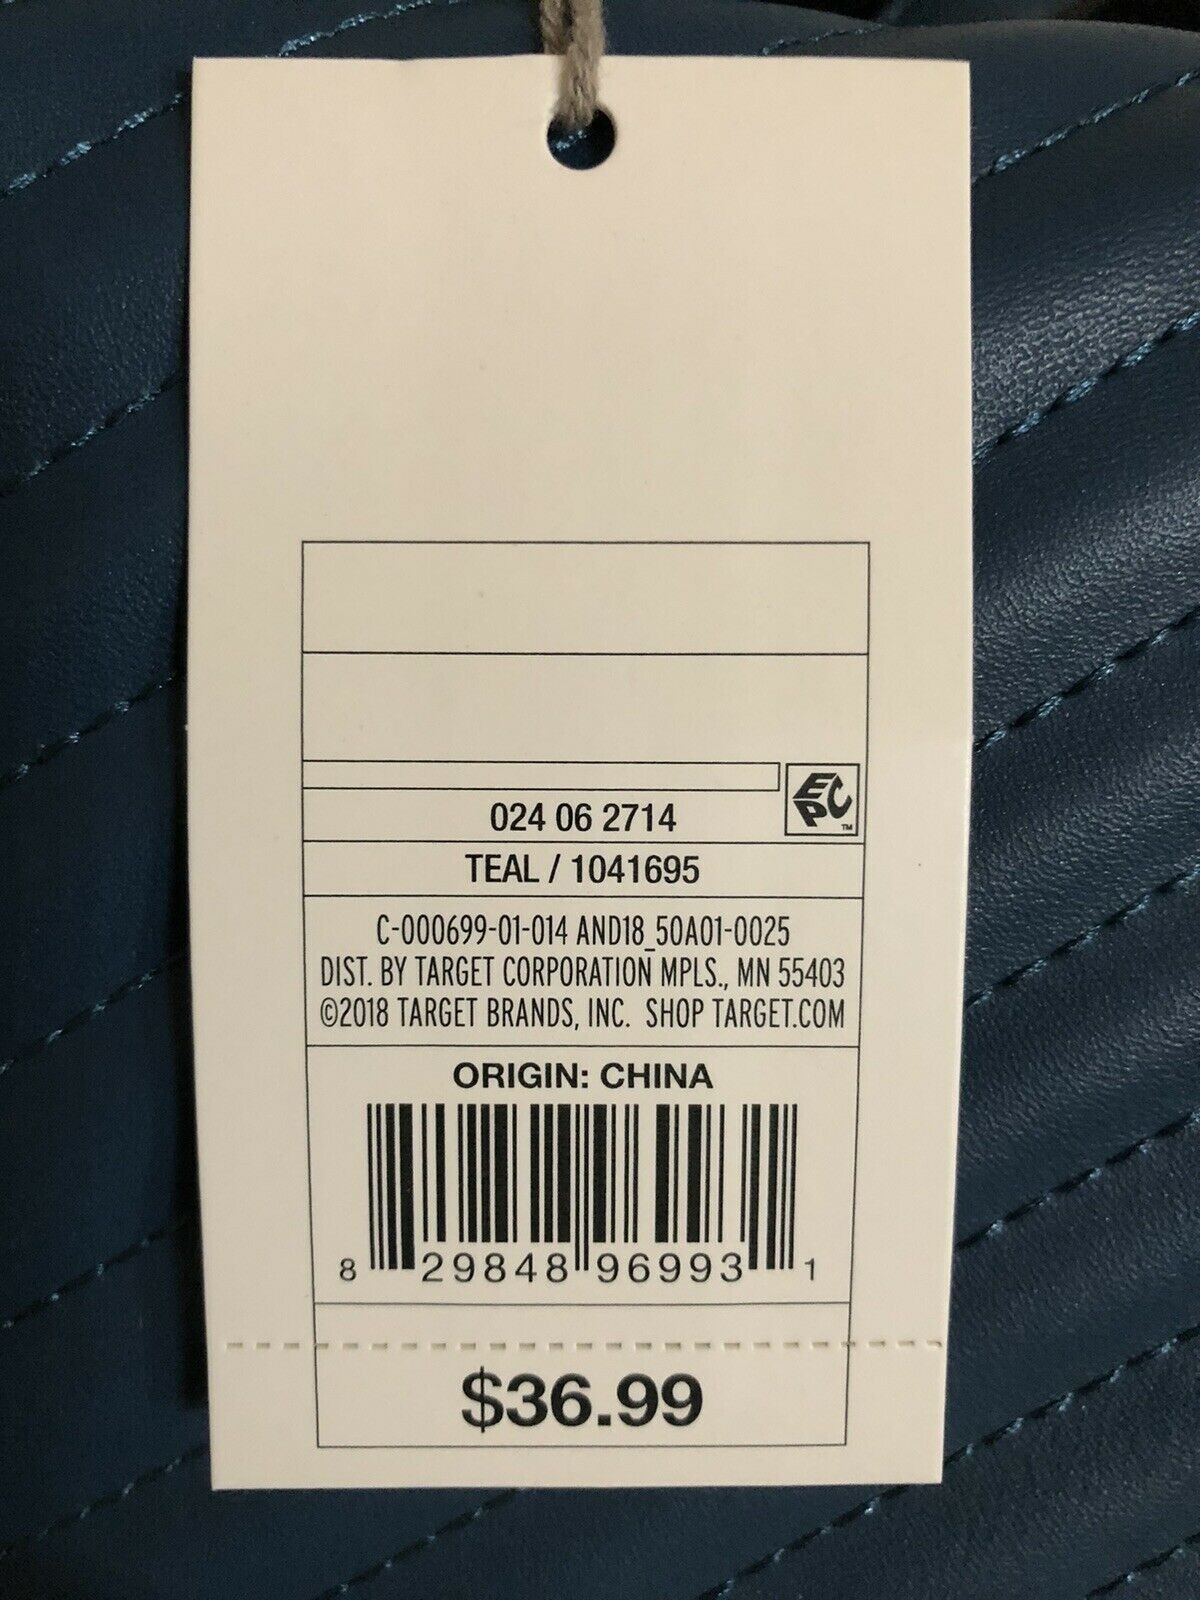 EPC™
024 06 2714
TEAL / 1041695
C-000699-01-014 AND18_50A01-0025
DIST. BY TARGET CORPORATION MPLS., MN 55403
©2018 TARGET BRANDS, INC. SHOP TARGET.COM
ORIGIN: CHINA
8 29848 96993 1
$36.99